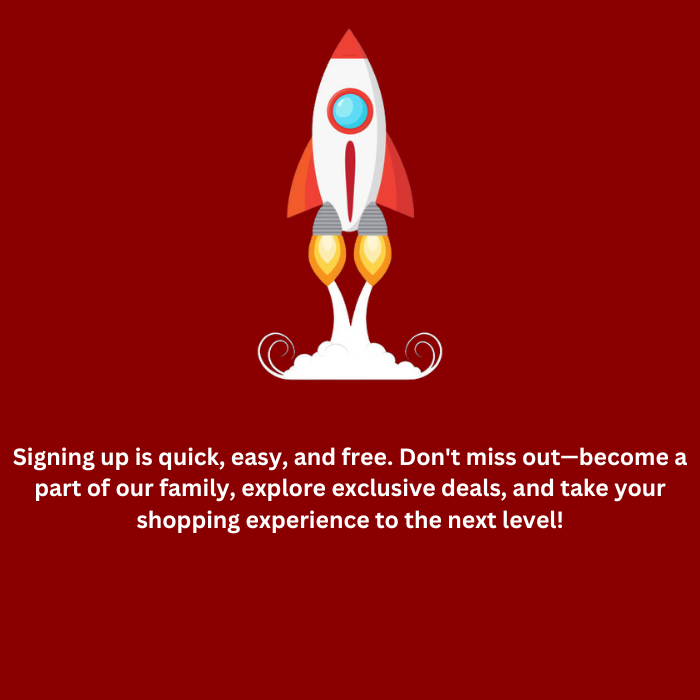 Signing up is quick, easy, and free. Don't miss out—become a
part of our family, explore exclusive deals, and take your
shopping experience to the next level!